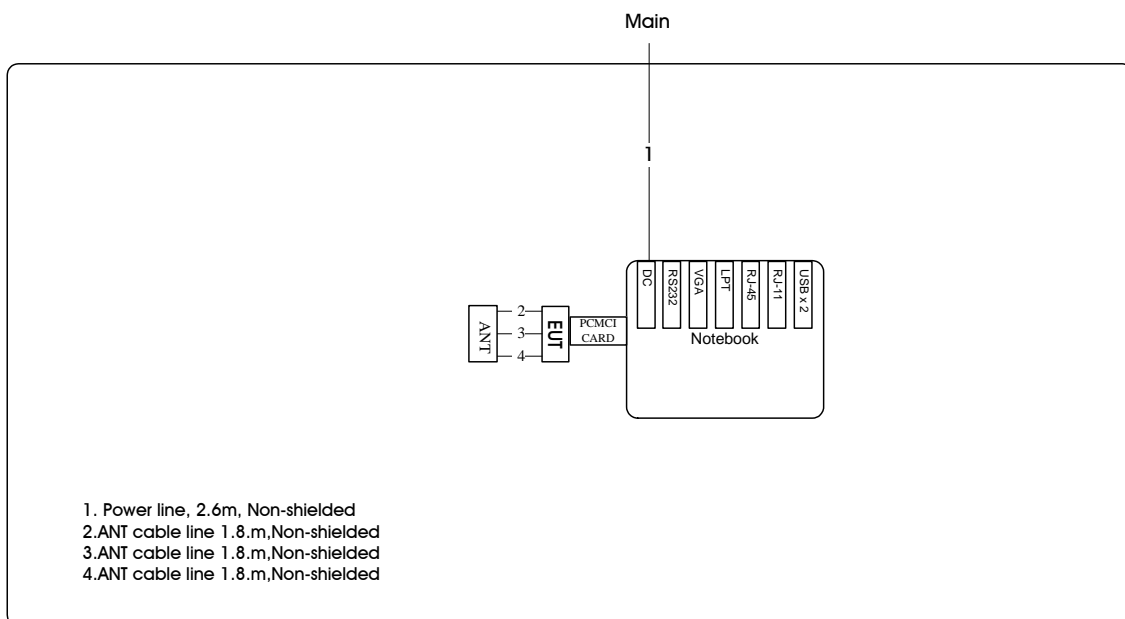 Main
1
DC
RS232
VGA
LPT
RJ-45
RJ-11
USB x 2
Notebook
ANT
2
3
4
EUT
PCMCI
CARD
1. Power line, 2.6m, Non-shielded
2.ANT cable line 1.8.m,Non-shielded
3.ANT cable line 1.8.m,Non-shielded
4.ANT cable line 1.8.m,Non-shielded